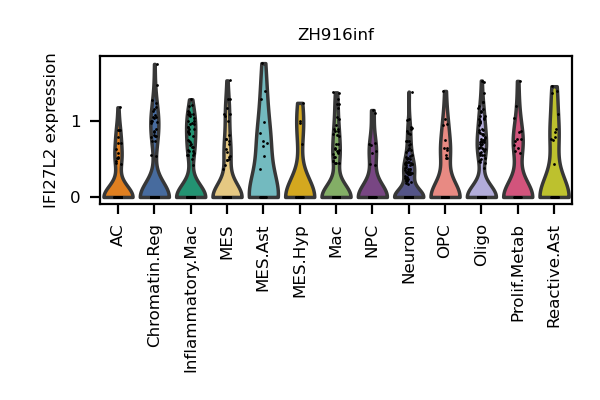 ZH916inf
IFI27L2 expression
1
0
AC
Chromatin.Reg
Inflammatory.Mac
MES
MES.Ast
MES.Hyp
Mac
NPC
Neuron
OPC
Oligo
Prolif.Metab
Reactive.Ast